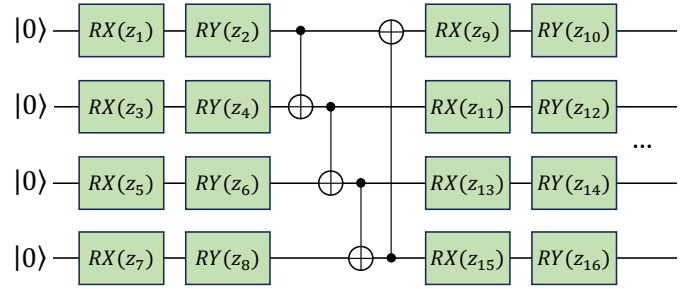 |0⟩ RX(z₁) RY(z₂) RX(z₉) RY(z₁₀)
|0⟩ RX(z₃) RY(z₄) RX(z₁₁) RY(z₁₂)
...
|0⟩ RX(z₅) RY(z₆) RX(z₁₃) RY(z₁₄)
|0⟩ RX(z₇) RY(z₈) RX(z₁₅) RY(z₁₆)